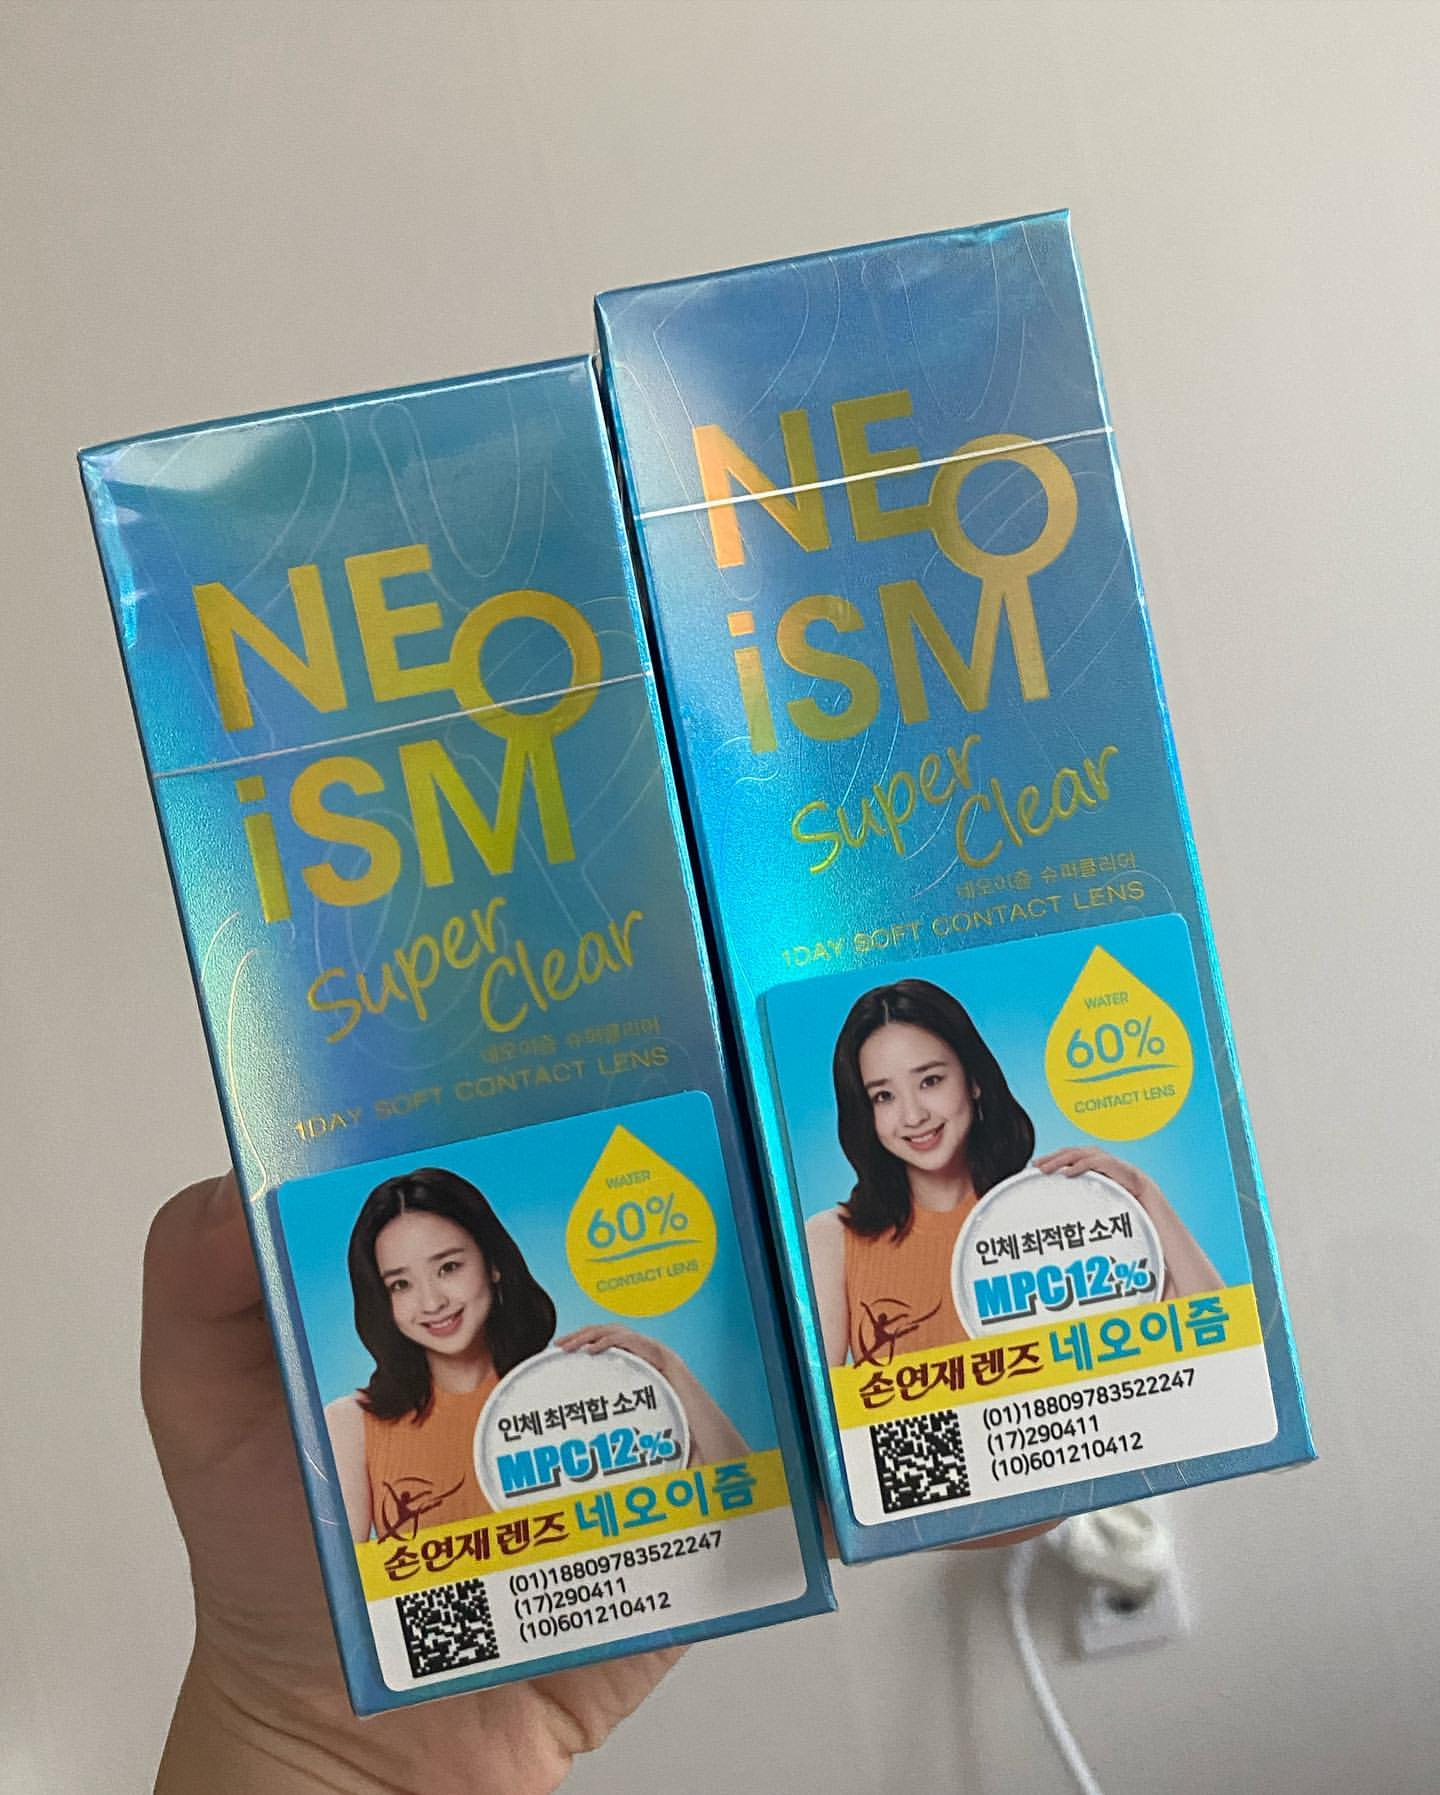 NEO
iSM
Super
Clear
네오이즘 슈퍼클리어
1DAY SOFT CONTACT LENS
WATER
60%
CONTACT LENS
인체 최적합 소재
MPC12%
손연재 렌즈 네오이즘
(01)18809783522247
(17)290411
(10)601210412
NEO
iSM
Super
Clear
네오이즘 슈퍼클리어
1DAY SOFT CONTACT LENS
WATER
60%
CONTACT LENS
인체 최적합 소재
MPC12%
손연재 렌즈 네오이즘
(01)18809783522247
(17)290411
(10)601210412